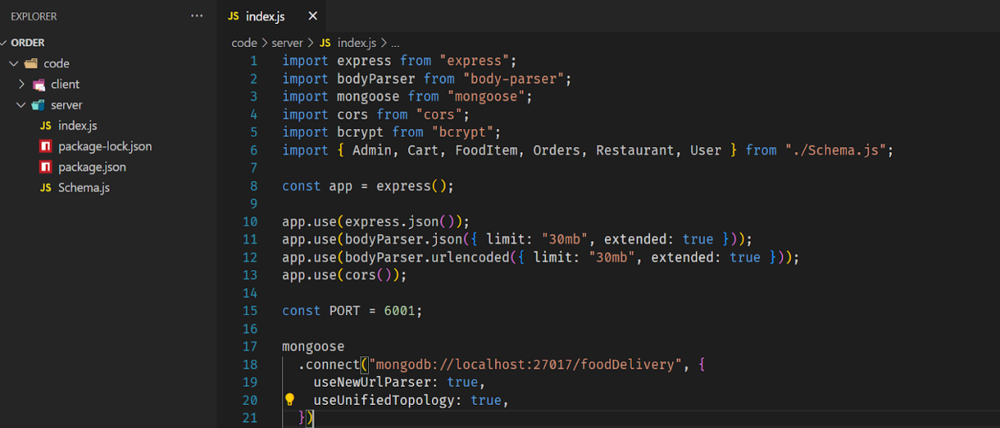 EXPLORER ...
ORDER
code
client
server
JS index.js
package-lock.json
package.json
JS Schema.js
JS index.js ×
code > server > JS index.js > ...
1 import express from "express";
2 import bodyParser from "body-parser";
3 import mongoose from "mongoose";
4 import cors from "cors";
5 import bcrypt from "bcrypt";
6 import { Admin, Cart, FoodItem, Orders, Restaurant, User } from "./Schema.js";
7
8 const app = express();
9
10 app.use(express.json());
11 app.use(bodyParser.json({ limit: "30mb", extended: true }));
12 app.use(bodyParser.urlencoded({ limit: "30mb", extended: true }));
13 app.use(cors());
14
15 const PORT = 6001;
16
17 mongoose
18 .connect("mongodb://localhost:27017/foodDelivery", {
19 useNewUrlParser: true,
20 useUnifiedTopology: true,
21 })